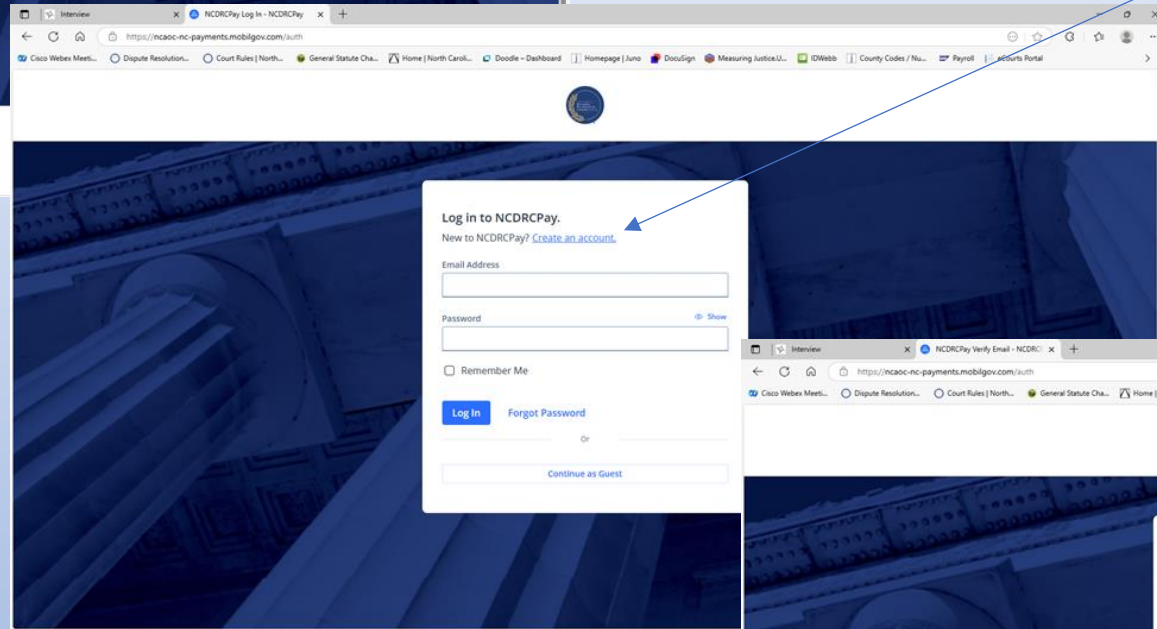 Interview
NCDRCPay Log In - NCDRCPay
https://ncaoc-nc-payments.mobilgov.com/auth
Cisco Webex Meeti... Dispute Resolution... Court Rules | North... General Statute Cha... Home | North Caroli... Doodle – Dashboard Homepage | Juno DocuSign Measuring Justice.U... IDWebb County Codes / Nu... Payroll eCourts Portal
Log in to NCDRCPay.
New to NCDRCPay? Create an account.
Email Address
Password Show
Remember Me
Log In Forgot Password
Or
Continue as Guest
Interview
NCDRCPay Verify Email - NCDRC
https://ncaoc-nc-payments.mobilgov.com/auth
Cisco Webex Meeti... Dispute Resolution... Court Rules | North... General Statute Cha... Home |